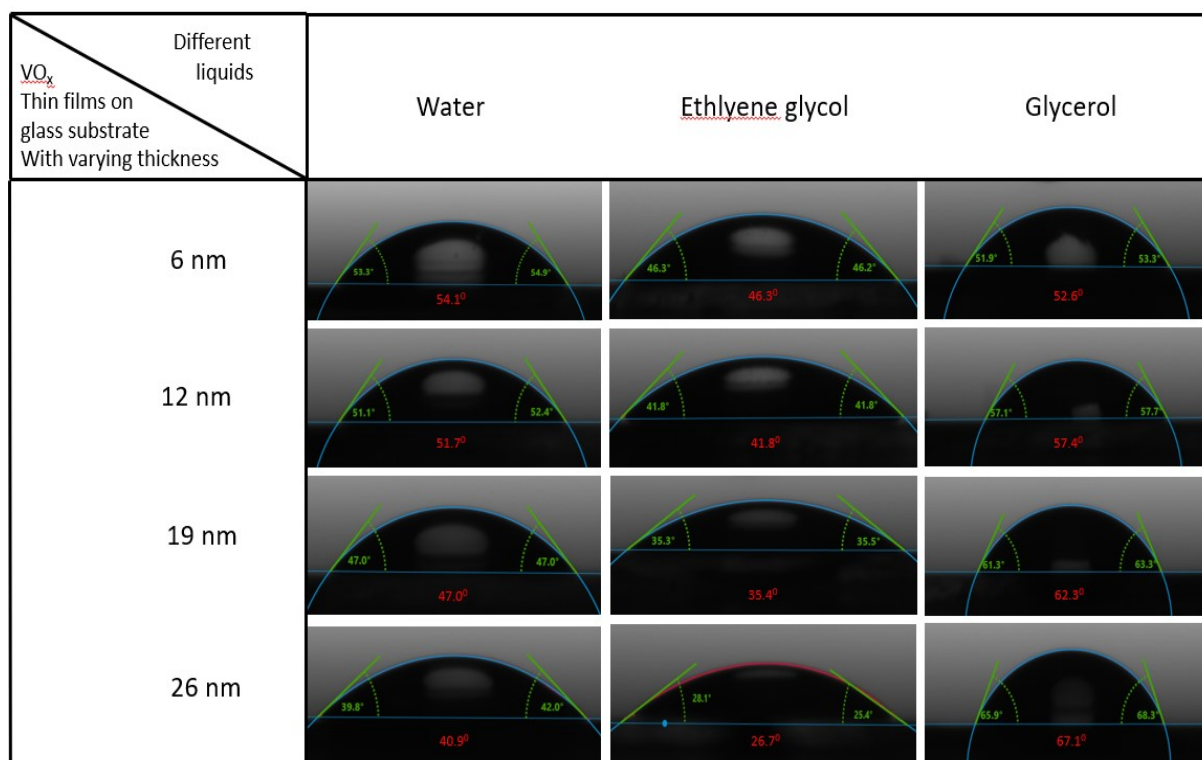 Different
liquids
VOₓ
Thin films on
glass substrate
With varying thickness
Water
Ethlyene glycol
Glycerol
6 nm
53.3°
54.9°
54.1⁰
46.3°
46.2°
46.3⁰
51.9°
53.3°
52.6⁰
12 nm
51.1°
52.4°
51.7⁰
41.8°
41.8°
41.8⁰
57.1°
57.7°
57.4⁰
19 nm
47.0°
47.0°
47.0⁰
35.3°
35.5°
35.4⁰
61.3°
63.3°
62.3⁰
26 nm
39.8°
42.0°
40.9⁰
28.1°
25.4°
26.7⁰
65.9°
68.3°
67.1⁰